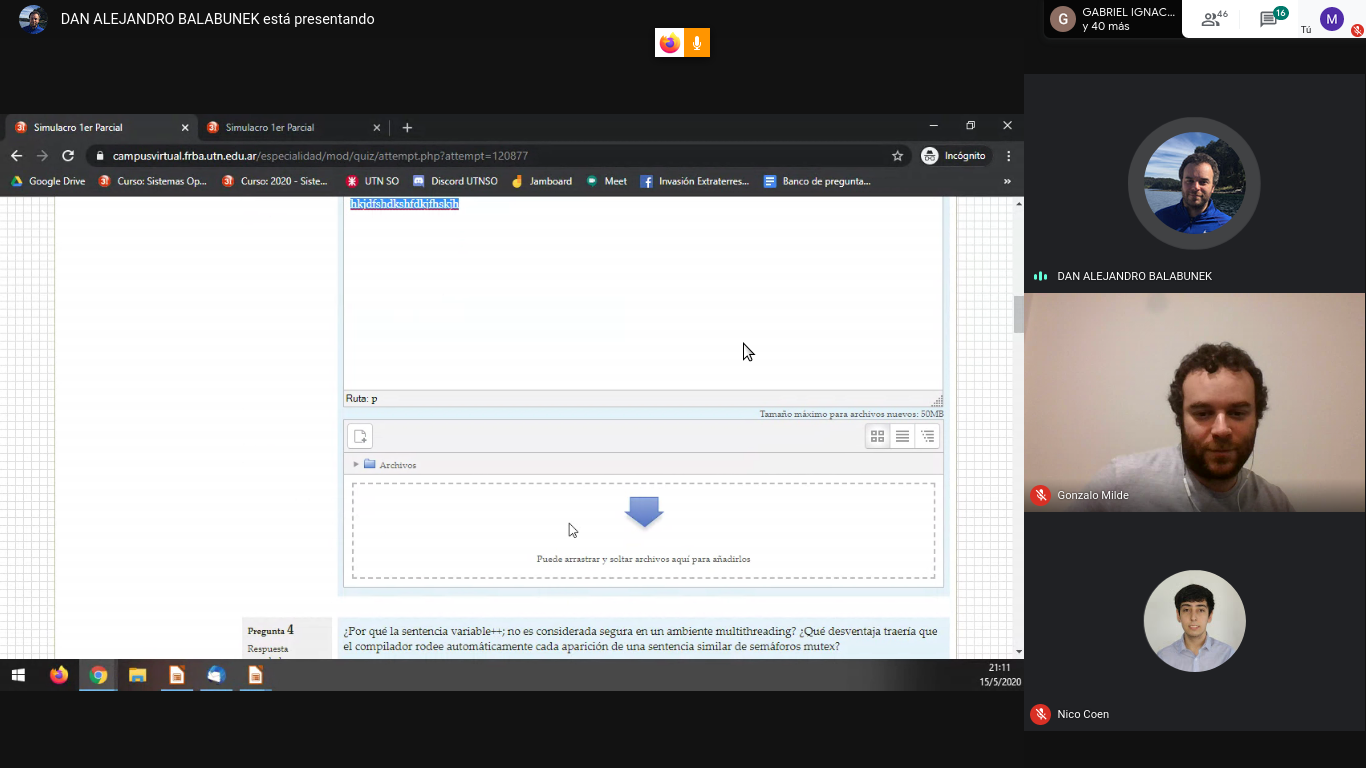 DAN ALEJANDRO BALABUNEK está presentando
G
GABRIEL IGNAC...
y 40 más
46
16
Tú
M
Simulacro 1er Parcial
Simulacro 1er Parcial
campusvirtual.frba.utn.edu.ar/especialidad/mod/quiz/attempt.php?attempt=120877
Incógnito
Google Drive
Curso: Sistemas Op...
Curso: 2020 - Siste...
UTN SO
Discord UTNSO
Jamboard
Meet
Invasión Extraterres...
Banco de pregunta...
»
hkjdfshdkshfdkjfhskjh
Ruta: p
Tamaño máximo para archivos nuevos: 50MB
Archivos
Puede arrastrar y soltar archivos aquí para añadirlos
Pregunta 4
Respuesta
¿Por qué la sentencia variable++; no es considerada segura en un ambiente multithreading? ¿Qué desventaja traería que
el compilador rodee automáticamente cada aparición de una sentencia similar de semáforos mutex?
21:11
15/5/2020
DAN ALEJANDRO BALABUNEK
Gonzalo Milde
Nico Coen